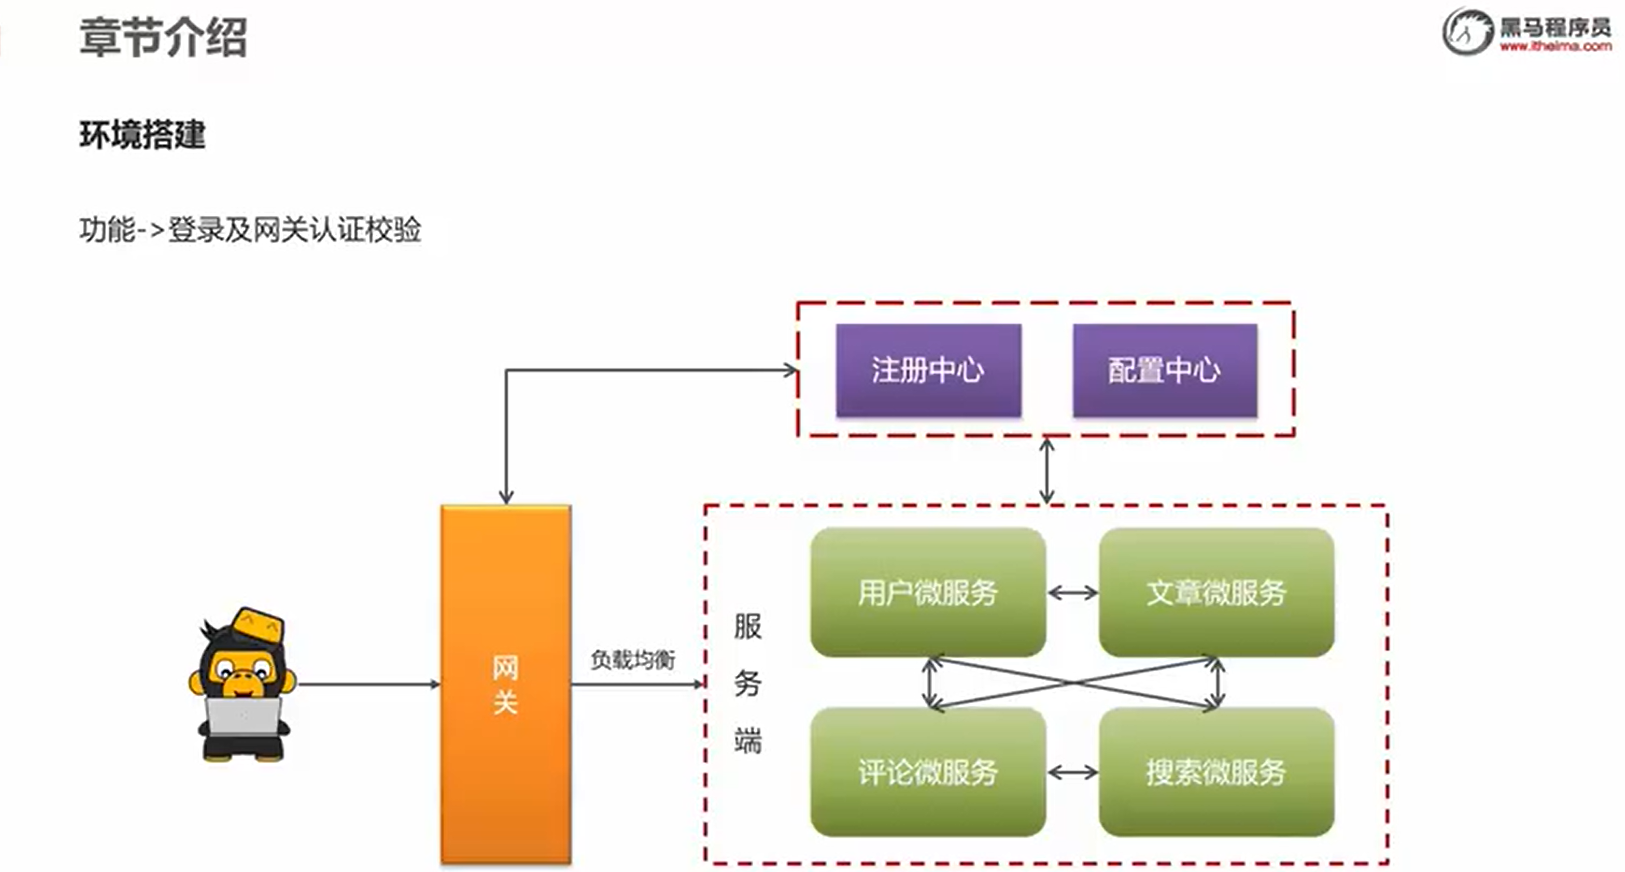 章节介绍
黑马程序员
www.itheima.com
环境搭建
功能->登录及网关认证校验
注册中心
配置中心
网
关
负载均衡
服
务
端
用户微服务
文章微服务
评论微服务
搜索微服务